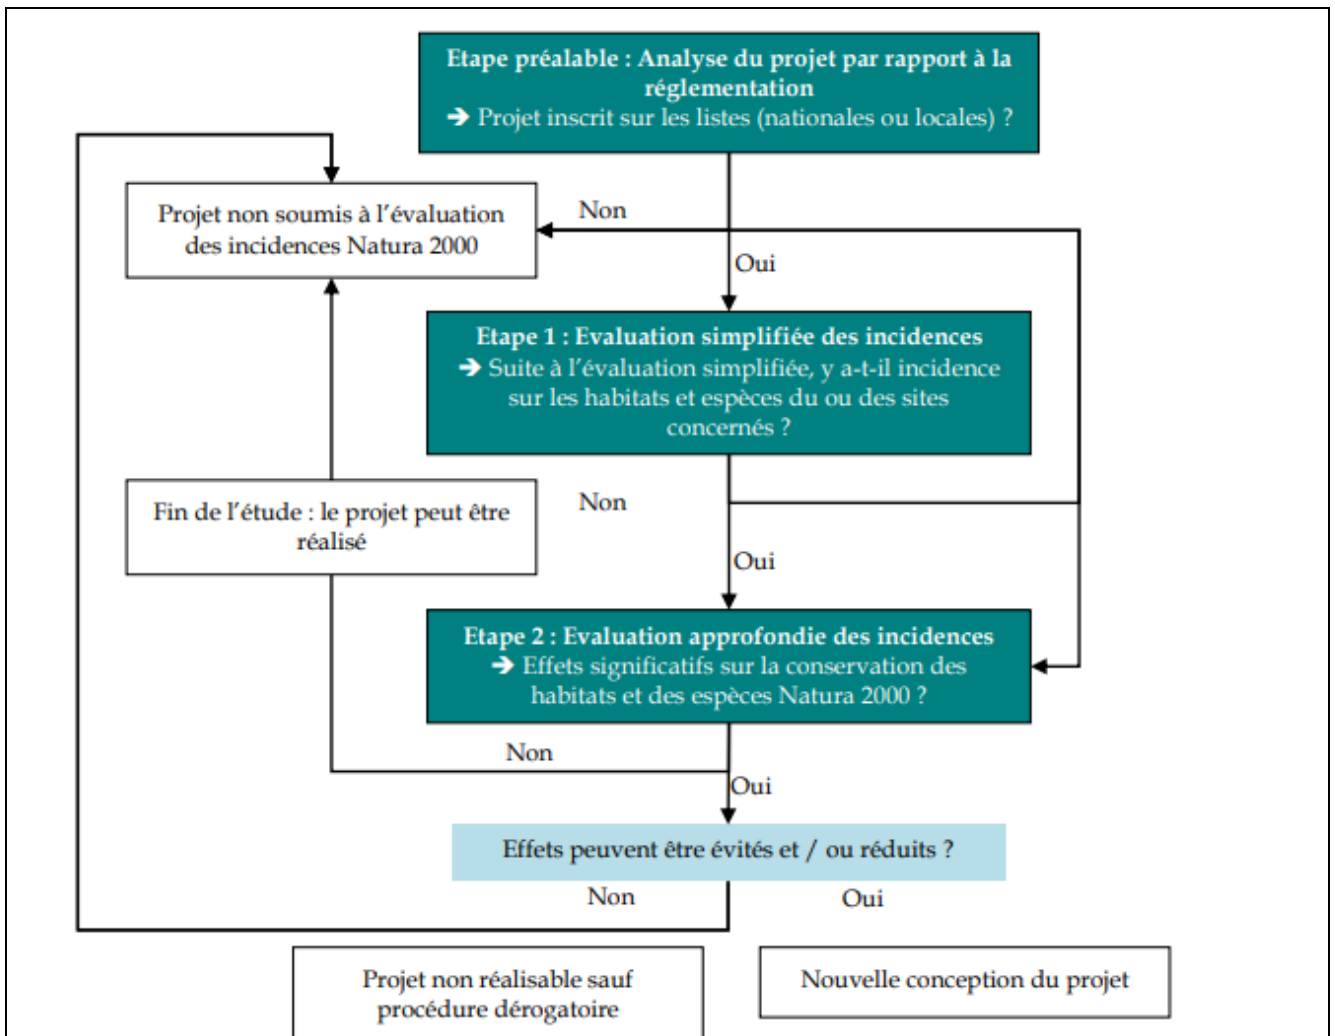 Etape préalable : Analyse du projet par rapport à la
réglementation
➔ Projet inscrit sur les listes (nationales ou locales) ?
Projet non soumis à l’évaluation
des incidences Natura 2000
Non
Oui
Etape 1 : Evaluation simplifiée des incidences
➔ Suite à l’évaluation simplifiée, y a-t-il incidence
sur les habitats et espèces du ou des sites
concernés ?
Fin de l’étude : le projet peut être
réalisé
Non
Oui
Etape 2 : Evaluation approfondie des incidences
➔ Effets significatifs sur la conservation des
habitats et des espèces Natura 2000 ?
Non
Oui
Effets peuvent être évités et / ou réduits ?
Non
Oui
Projet non réalisable sauf
procédure dérogatoire
Nouvelle conception du projet